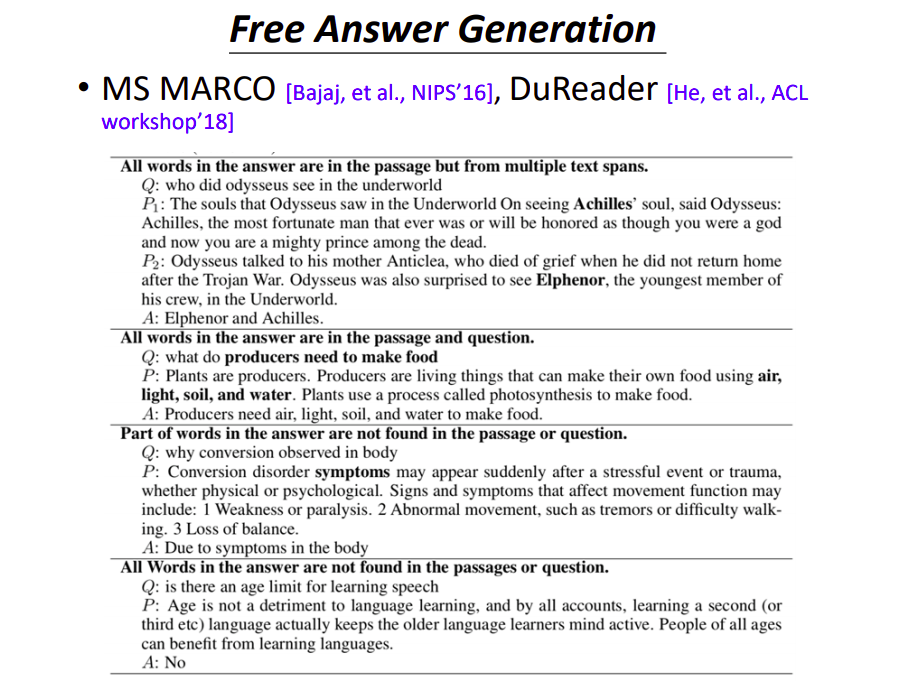 Free Answer Generation
• MS MARCO [Bajaj, et al., NIPS’16], DuReader [He, et al., ACL
workshop’18]
All words in the answer are in the passage but from multiple text spans.
Q: who did odysseus see in the underworld
P₁: The souls that Odysseus saw in the Underworld On seeing Achilles’ soul, said Odysseus:
Achilles, the most fortunate man that ever was or will be honored as though you were a god
and now you are a mighty prince among the dead.
P₂: Odysseus talked to his mother Anticlea, who died of grief when he did not return home
after the Trojan War. Odysseus was also surprised to see Elphenor, the youngest member of
his crew, in the Underworld.
A: Elphenor and Achilles.
All words in the answer are in the passage and question.
Q: what do producers need to make food
P: Plants are producers. Producers are living things that can make their own food using air,
light, soil, and water. Plants use a process called photosynthesis to make food.
A: Producers need air, light, soil, and water to make food.
Part of words in the answer are not found in the passage or question.
Q: why conversion observed in body
P: Conversion disorder symptoms may appear suddenly after a stressful event or trauma,
whether physical or psychological. Signs and symptoms that affect movement function may
include: 1 Weakness or paralysis. 2 Abnormal movement, such as tremors or difficulty walk-
ing. 3 Loss of balance.
A: Due to symptoms in the body
All Words in the answer are not found in the passages or question.
Q: is there an age limit for learning speech
P: Age is not a detriment to language learning, and by all accounts, learning a second (or
third etc) language actually keeps the older language learners mind active. People of all ages
can benefit from learning languages.
A: No